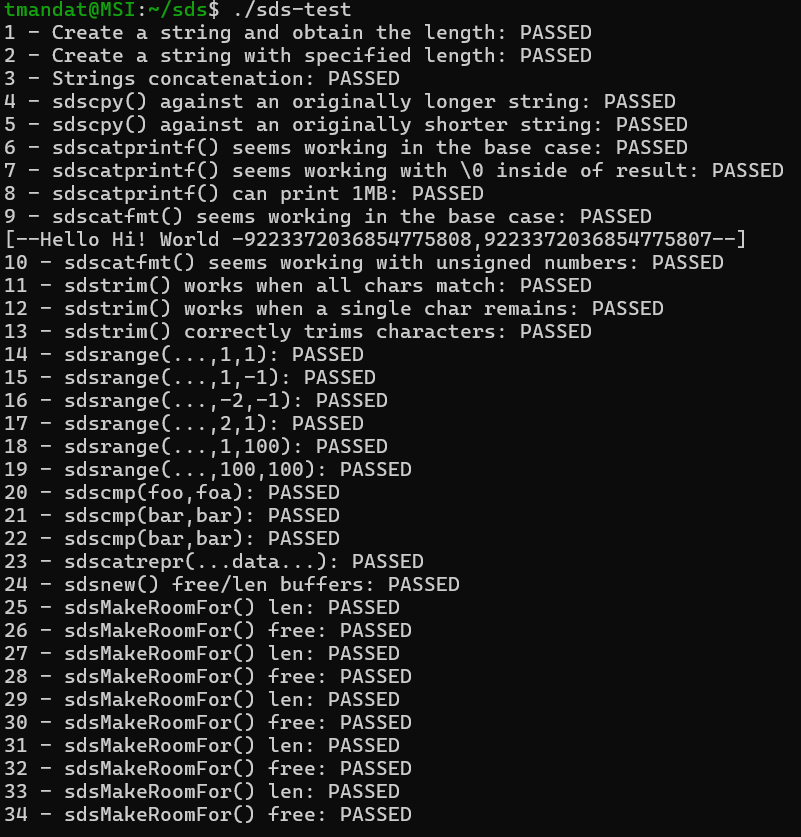 tmandat@MSI:~/sds$ ./sds-test
1 - Create a string and obtain the length: PASSED
2 - Create a string with specified length: PASSED
3 - Strings concatenation: PASSED
4 - sdscpy() against an originally longer string: PASSED
5 - sdscpy() against an originally shorter string: PASSED
6 - sdscatprintf() seems working in the base case: PASSED
7 - sdscatprintf() seems working with \0 inside of result: PASSED
8 - sdscatprintf() can print 1MB: PASSED
9 - sdscatfmt() seems working in the base case: PASSED
[--Hello Hi! World -9223372036854775808,9223372036854775807--]
10 - sdscatfmt() seems working with unsigned numbers: PASSED
11 - sdstrim() works when all chars match: PASSED
12 - sdstrim() works when a single char remains: PASSED
13 - sdstrim() correctly trims characters: PASSED
14 - sdsrange(...,1,1): PASSED
15 - sdsrange(...,1,-1): PASSED
16 - sdsrange(...,-2,-1): PASSED
17 - sdsrange(...,2,1): PASSED
18 - sdsrange(...,1,100): PASSED
19 - sdsrange(...,100,100): PASSED
20 - sdscmp(foo,foa): PASSED
21 - sdscmp(bar,bar): PASSED
22 - sdscmp(bar,bar): PASSED
23 - sdscatrepr(...data...): PASSED
24 - sdsnew() free/len buffers: PASSED
25 - sdsMakeRoomFor() len: PASSED
26 - sdsMakeRoomFor() free: PASSED
27 - sdsMakeRoomFor() len: PASSED
28 - sdsMakeRoomFor() free: PASSED
29 - sdsMakeRoomFor() len: PASSED
30 - sdsMakeRoomFor() free: PASSED
31 - sdsMakeRoomFor() len: PASSED
32 - sdsMakeRoomFor() free: PASSED
33 - sdsMakeRoomFor() len: PASSED
34 - sdsMakeRoomFor() free: PASSED